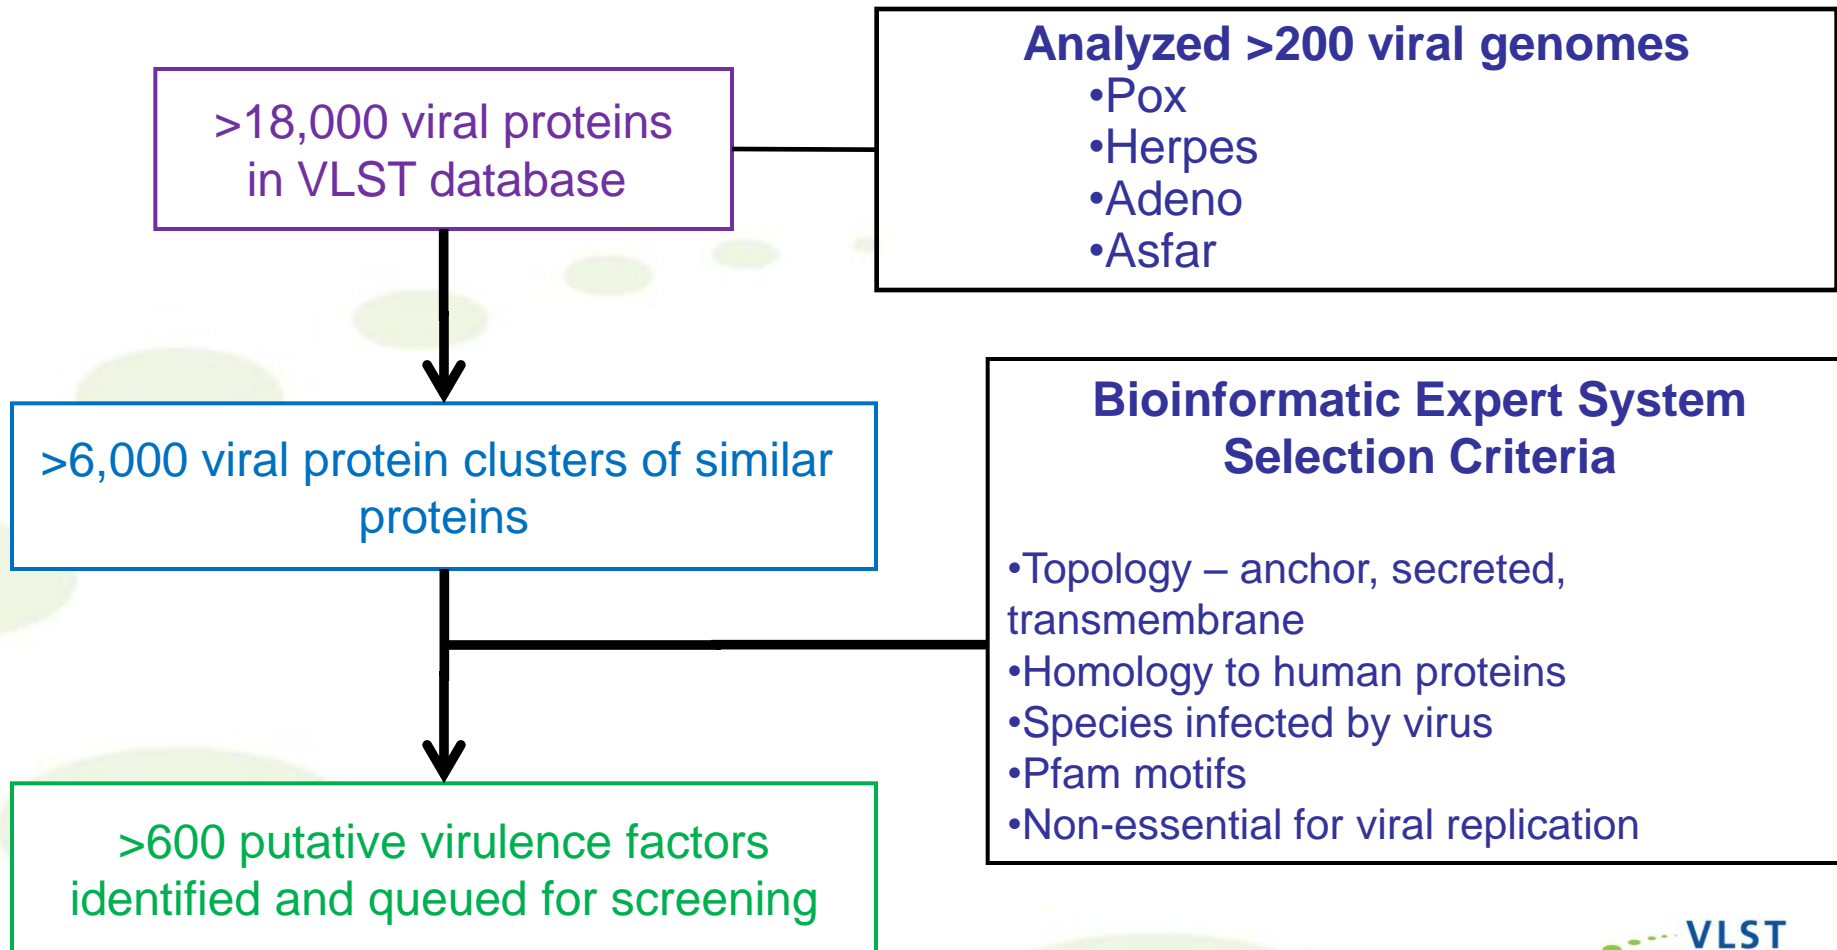 >18,000 viral proteins
in VLST database
Analyzed >200 viral genomes
•Pox
•Herpes
•Adeno
•Asfar
>6,000 viral protein clusters of similar
proteins
Bioinformatic Expert System
Selection Criteria
•Topology – anchor, secreted,
transmembrane
•Homology to human proteins
•Species infected by virus
•Pfam motifs
•Non-essential for viral replication
>600 putative virulence factors
identified and queued for screening
VLST